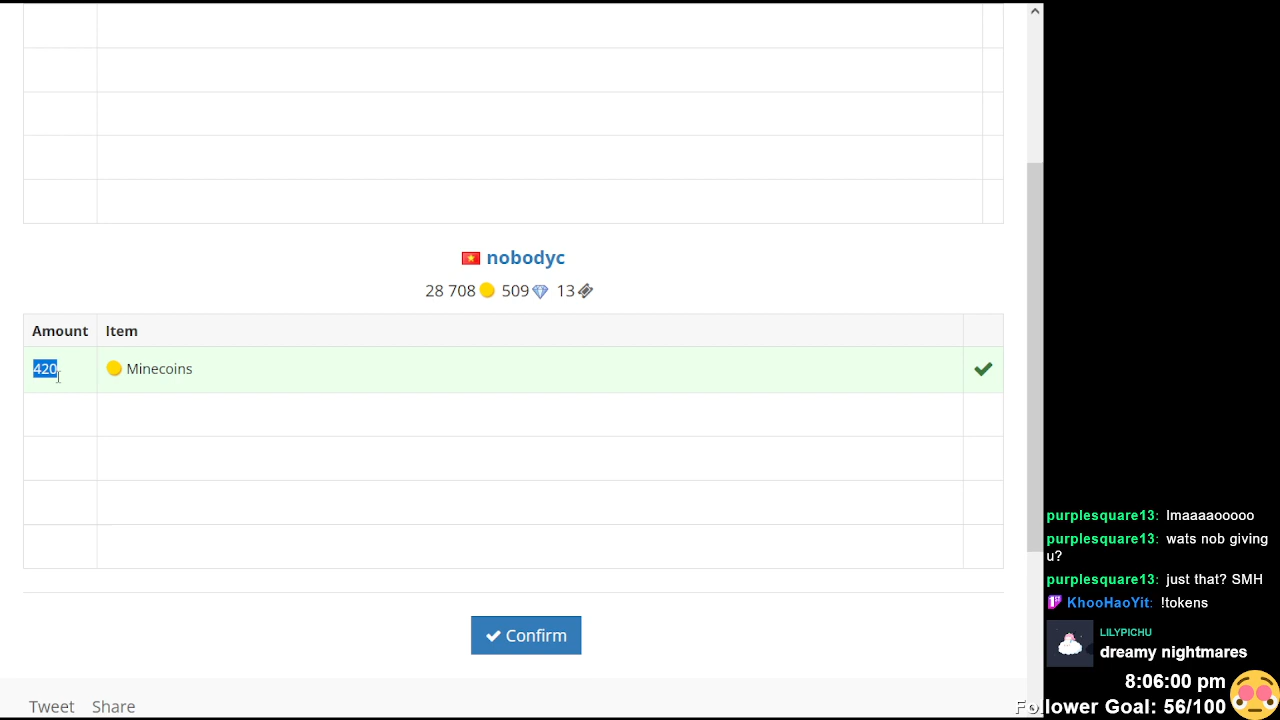 nobodyc
28 708 509 13
Amount Item
420 Minecoins
Confirm
Tweet Share
purplesquare13: lmaaaaooooo
purplesquare13: wats nob giving
u?
purplesquare13: just that? SMH
KhooHaoYit: !tokens
LILYPICHU
dreamy nightmares
8:06:00 pm
Follower Goal: 56/100